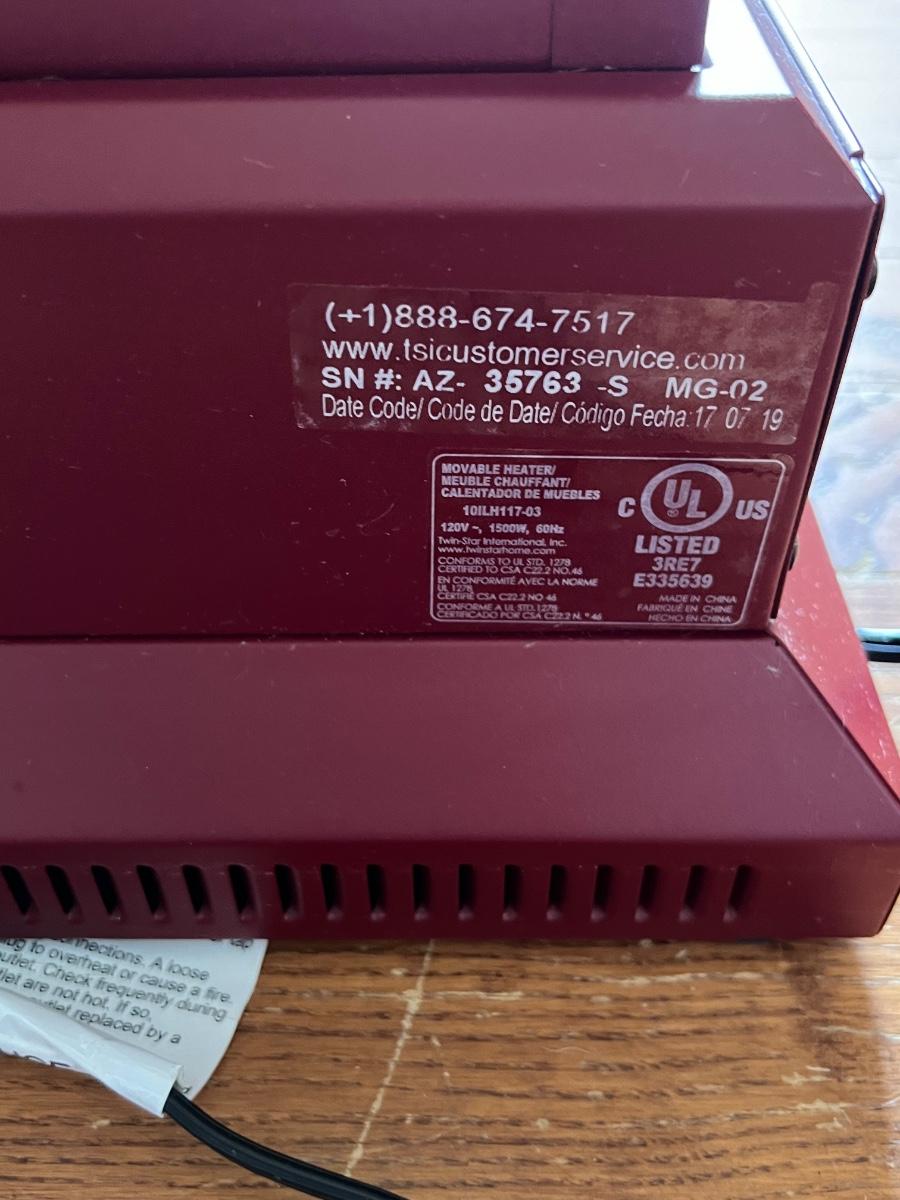 (+1)888-674-7517
www.tsicustomerservice.com
SN #: AZ- 35763 -S MG-02
Date Code/ Code de Date/ Código Fecha:17 07 19
MOVABLE HEATER/
MEUBLE CHAUFFANT/
CALENTADOR DE MUEBLES
10ILH117-03
120V ~, 1500W, 60Hz
Twin-Star International, Inc.
www.twinstarhome.com
CONFORMS TO UL STD. 1278
CERTIFIED TO CSA C22.2 NO.46
EN CONFORMITÉ AVEC LA NORME
UL 1278
CERTIFIÉ CSA C22.2 NO 46
CONFORME A UL STD.1278
CERTIFICADO POR CSA C22.2 N. º 46
C UL ® US
LISTED
3RE7
E335639
MADE IN CHINA
FABRIQUÉ EN CHINE
HECHO EN CHINA
connections. A loose
plug to overheat or cause a fire.
outlet. Check frequently during
outlet are not hot. If so,
outlet replaced by a